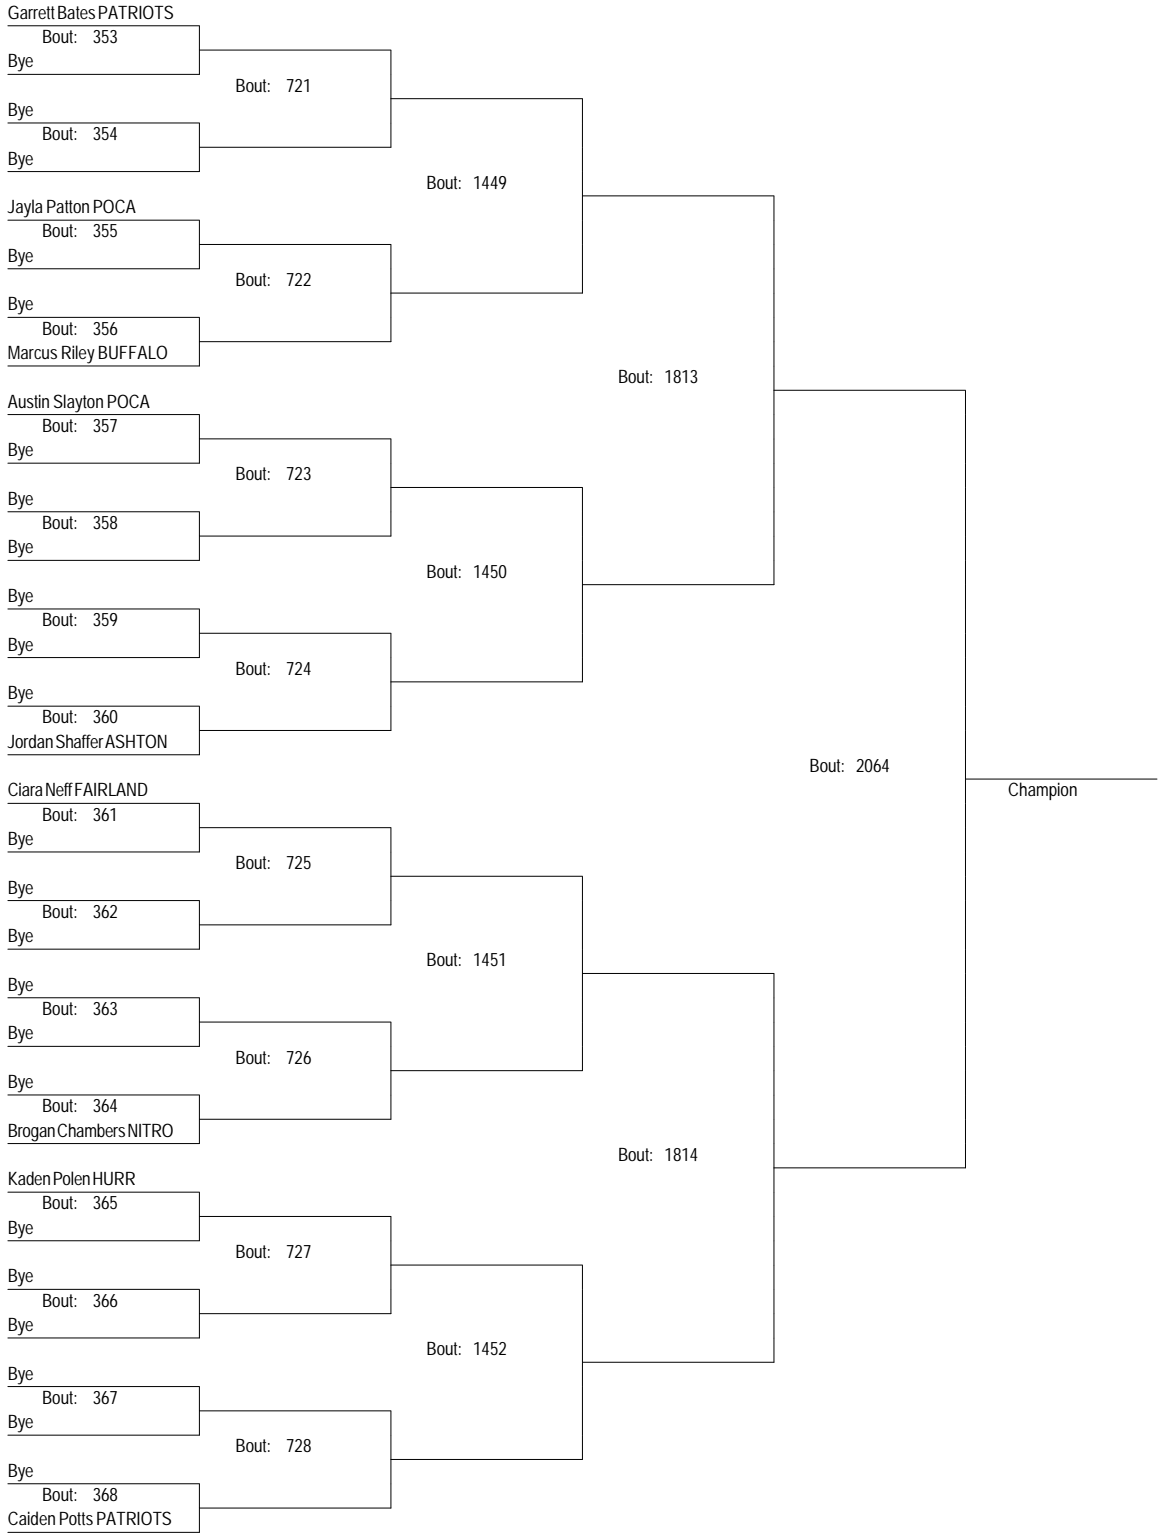 Garrett Bates PATRIOTS
Bout: 353
Bye
Bout: 721
Bye
Bout: 354
Bye
Bout: 1449
Jayla Patton POCA
Bout: 355
Bye
Bout: 722
Bye
Bout: 356
Marcus Riley BUFFALO
Bout: 1813
Austin Slayton POCA
Bout: 357
Bye
Bout: 723
Bye
Bout: 358
Bye
Bout: 1450
Bye
Bout: 359
Bye
Bout: 724
Bye
Bout: 360
Jordan Shaffer ASHTON
Bout: 2064
Champion
Ciara Neff FAIRLAND
Bout: 361
Bye
Bout: 725
Bye
Bout: 362
Bye
Bout: 1451
Bye
Bout: 363
Bye
Bout: 726
Bye
Bout: 364
Brogan Chambers NITRO
Bout: 1814
Kaden Polen HURR
Bout: 365
Bye
Bout: 727
Bye
Bout: 366
Bye
Bout: 1452
Bye
Bout: 367
Bye
Bout: 728
Bye
Bout: 368
Caiden Potts PATRIOTS